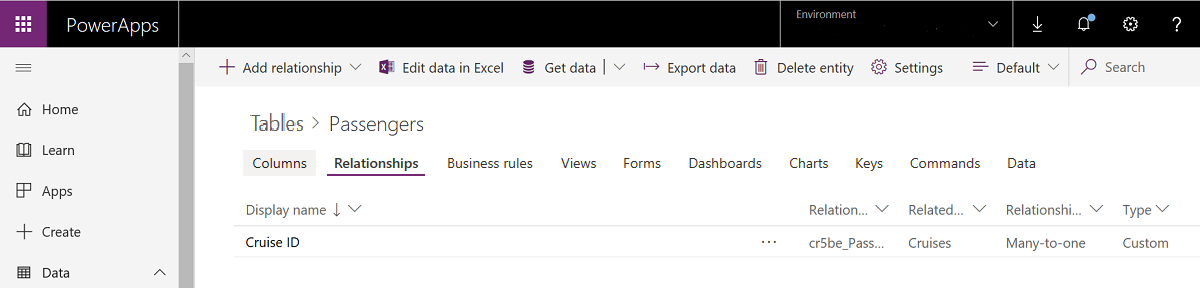 PowerApps
Environment
?
Add relationship
Edit data in Excel
Get data
Export data
Delete entity
Settings
Default
Search
Home
Learn
Apps
Create
Data
Tables > Passengers
Columns
Relationships
Business rules
Views
Forms
Dashboards
Charts
Keys
Commands
Data
Display name
Relation...
Related...
Relationshi...
Type
Cruise ID
...
cr5be_Pass...
Cruises
Many-to-one
Custom